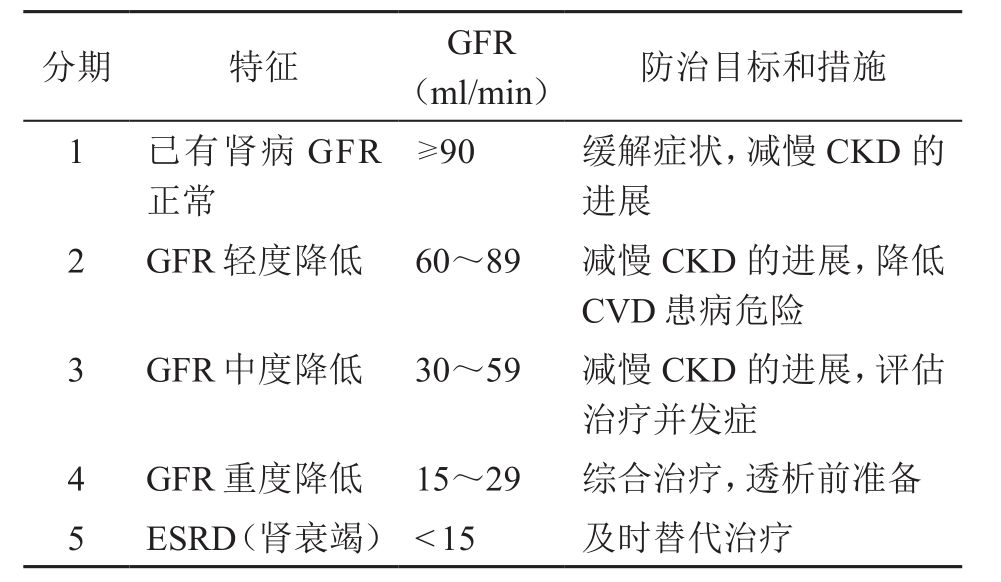 分期 特征 GFR（ml/min） 防治目标和措施
1 已有肾病 GFR ≥90 缓解症状，减慢 CKD 的
正常 进展
2 GFR 轻度降低 60～89 减慢 CKD 的进展，降低
CVD 患病危险
3 GFR 中度降低 30～59 减慢 CKD 的进展，评估
治疗并发症
4 GFR 重度降低 15～29 综合治疗，透析前准备
5 ESRD（肾衰竭） <15 及时替代治疗